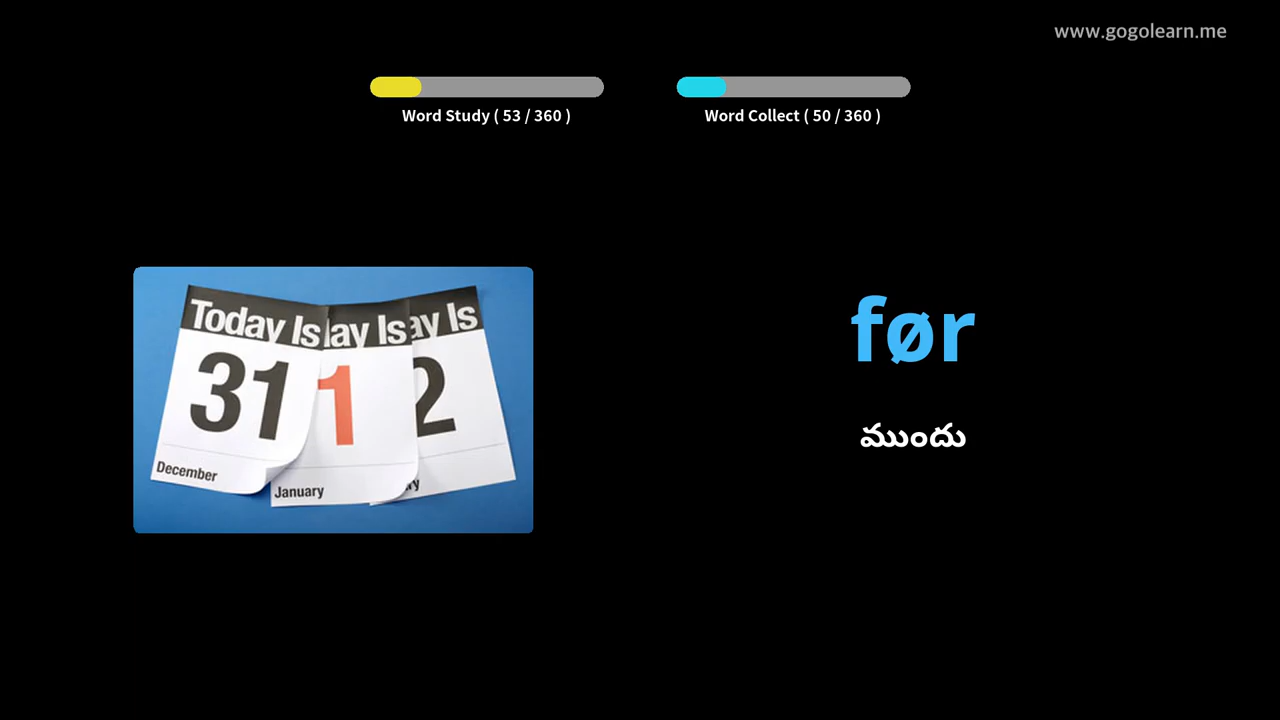 www.gogolearn.me
Word Study ( 53 / 360 )
Word Collect ( 50 / 360 )
Today Is
31
December
ay Is
1
January
ay Is
2
ry
før
ముందు